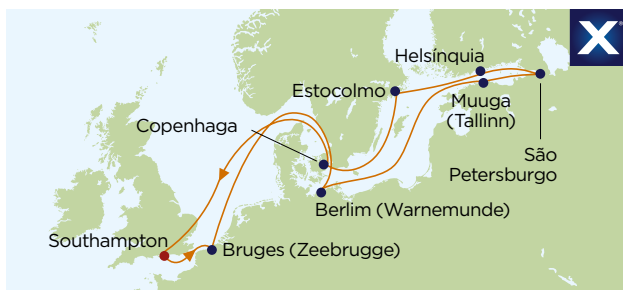 X
Helsínquia
Estocolmo
Muuga
(Tallinn)
Copenhaga
São
Petersburgo
Berlim (Warnemunde)
Southampton
Bruges (Zeebrugge)